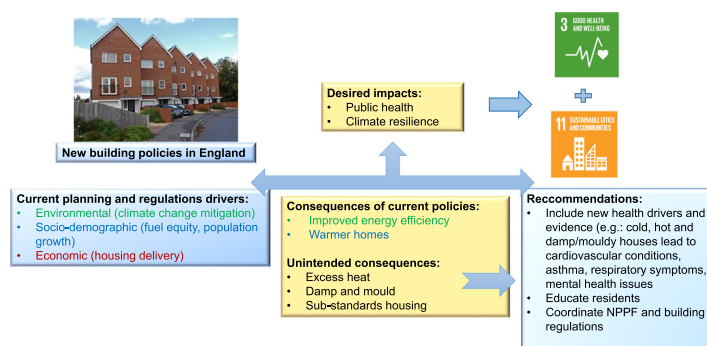 3 GOOD HEALTH
AND WELL-BEING
Desired impacts:
• Public health
• Climate resilience
11 SUSTAINABLE CITIES
AND COMMUNITIES
New building policies in England
Current planning and regulations drivers:
• Environmental (climate change mitigation)
• Socio-demographic (fuel equity, population
growth)
• Economic (housing delivery)
Consequences of current policies:
• Improved energy efficiency
• Warmer homes
Unintended consequences:
• Excess heat
• Damp and mould
• Sub-standards housing
Reccommendations:
• Include new health drivers and
evidence (e.g.: cold, hot and
damp/mouldy houses lead to
cardiovascular conditions,
asthma, respiratory symptoms,
mental health issues
• Educate residents
• Coordinate NPPF and building
regulations